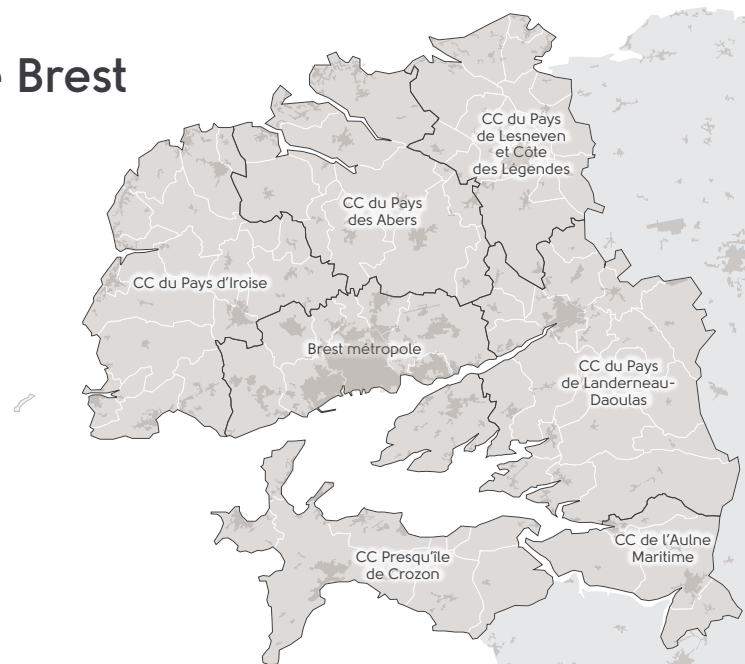 Brest
CC du Pays
de Lesneven
et Côte
des Légendes
CC du Pays
des Abers
CC du Pays d'Iroise
Brest métropole
CC du Pays
de Landerneau-
Daoulas
CC de l'Aulne
Maritime
CC Presqu'île
de Crozon